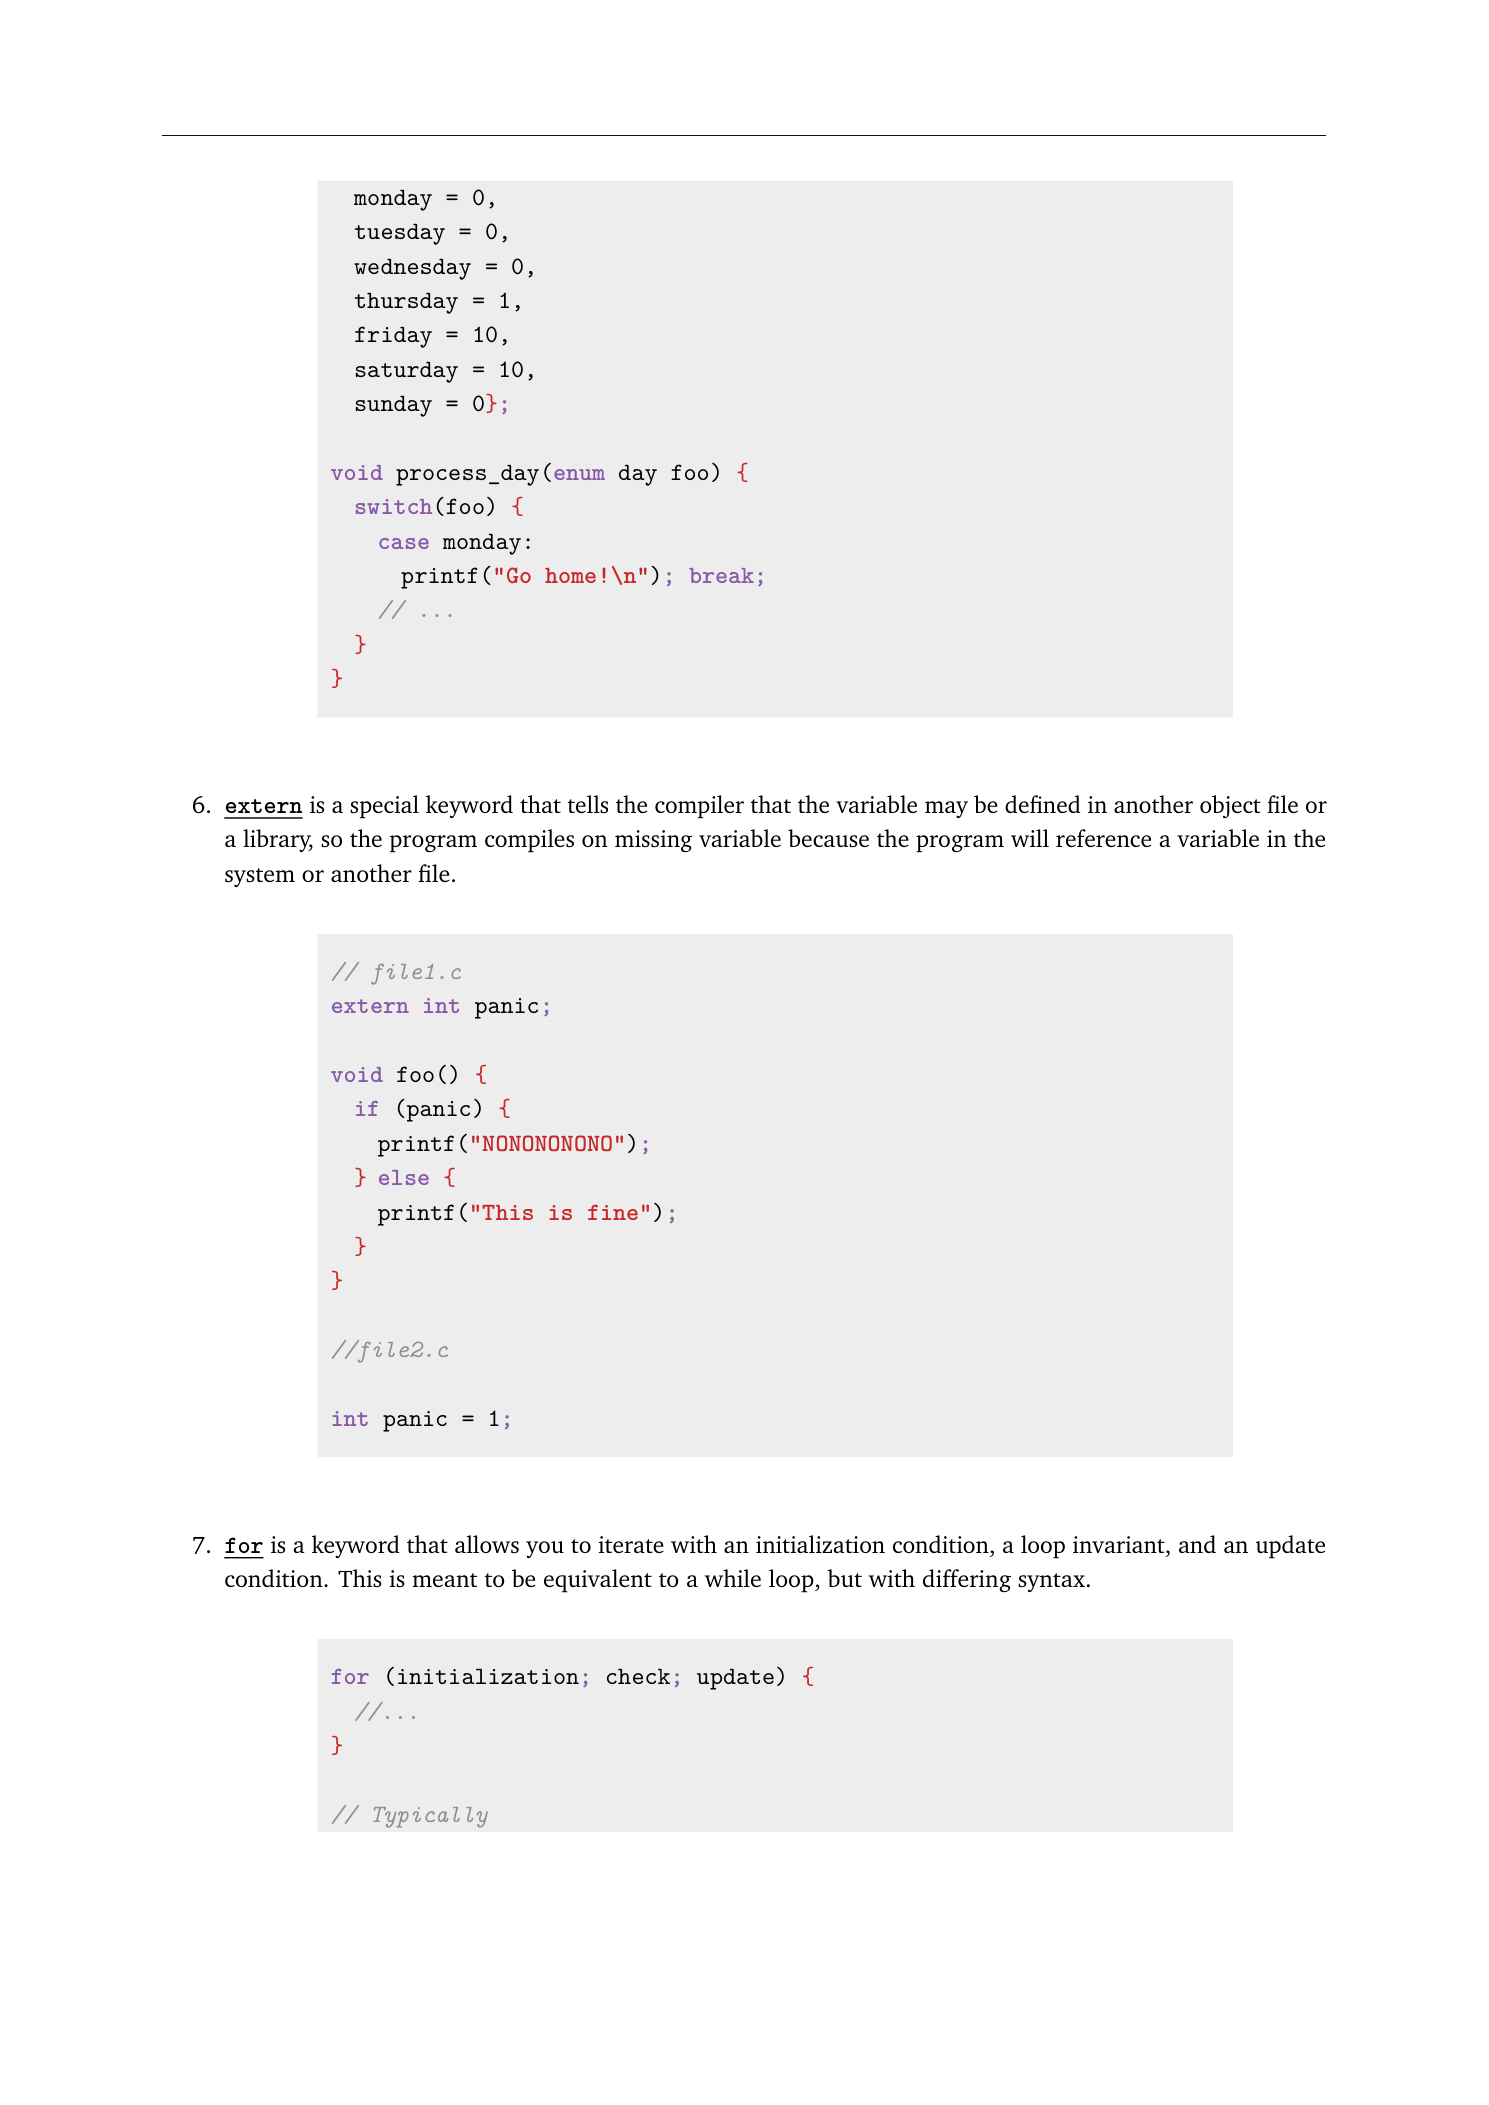 monday = 0,
tuesday = 0,
wednesday = 0,
thursday = 1,
friday = 10,
saturday = 10,
sunday = 0};
void process_day(enum day foo) {
switch(foo) {
case monday:
printf("Go home!\n"); break;
// ...
}
}
6. extern is a special keyword that tells the compiler that the variable may be defined in another object file or
a library, so the program compiles on missing variable because the program will reference a variable in the
system or another file.
// file1.c
extern int panic;
void foo() {
if (panic) {
printf("NONONONONO");
} else {
printf("This is fine");
}
}
//file2.c
int panic = 1;
7. for is a keyword that allows you to iterate with an initialization condition, a loop invariant, and an update
condition. This is meant to be equivalent to a while loop, but with differing syntax.
for (initialization; check; update) {
//...
}
// Typically